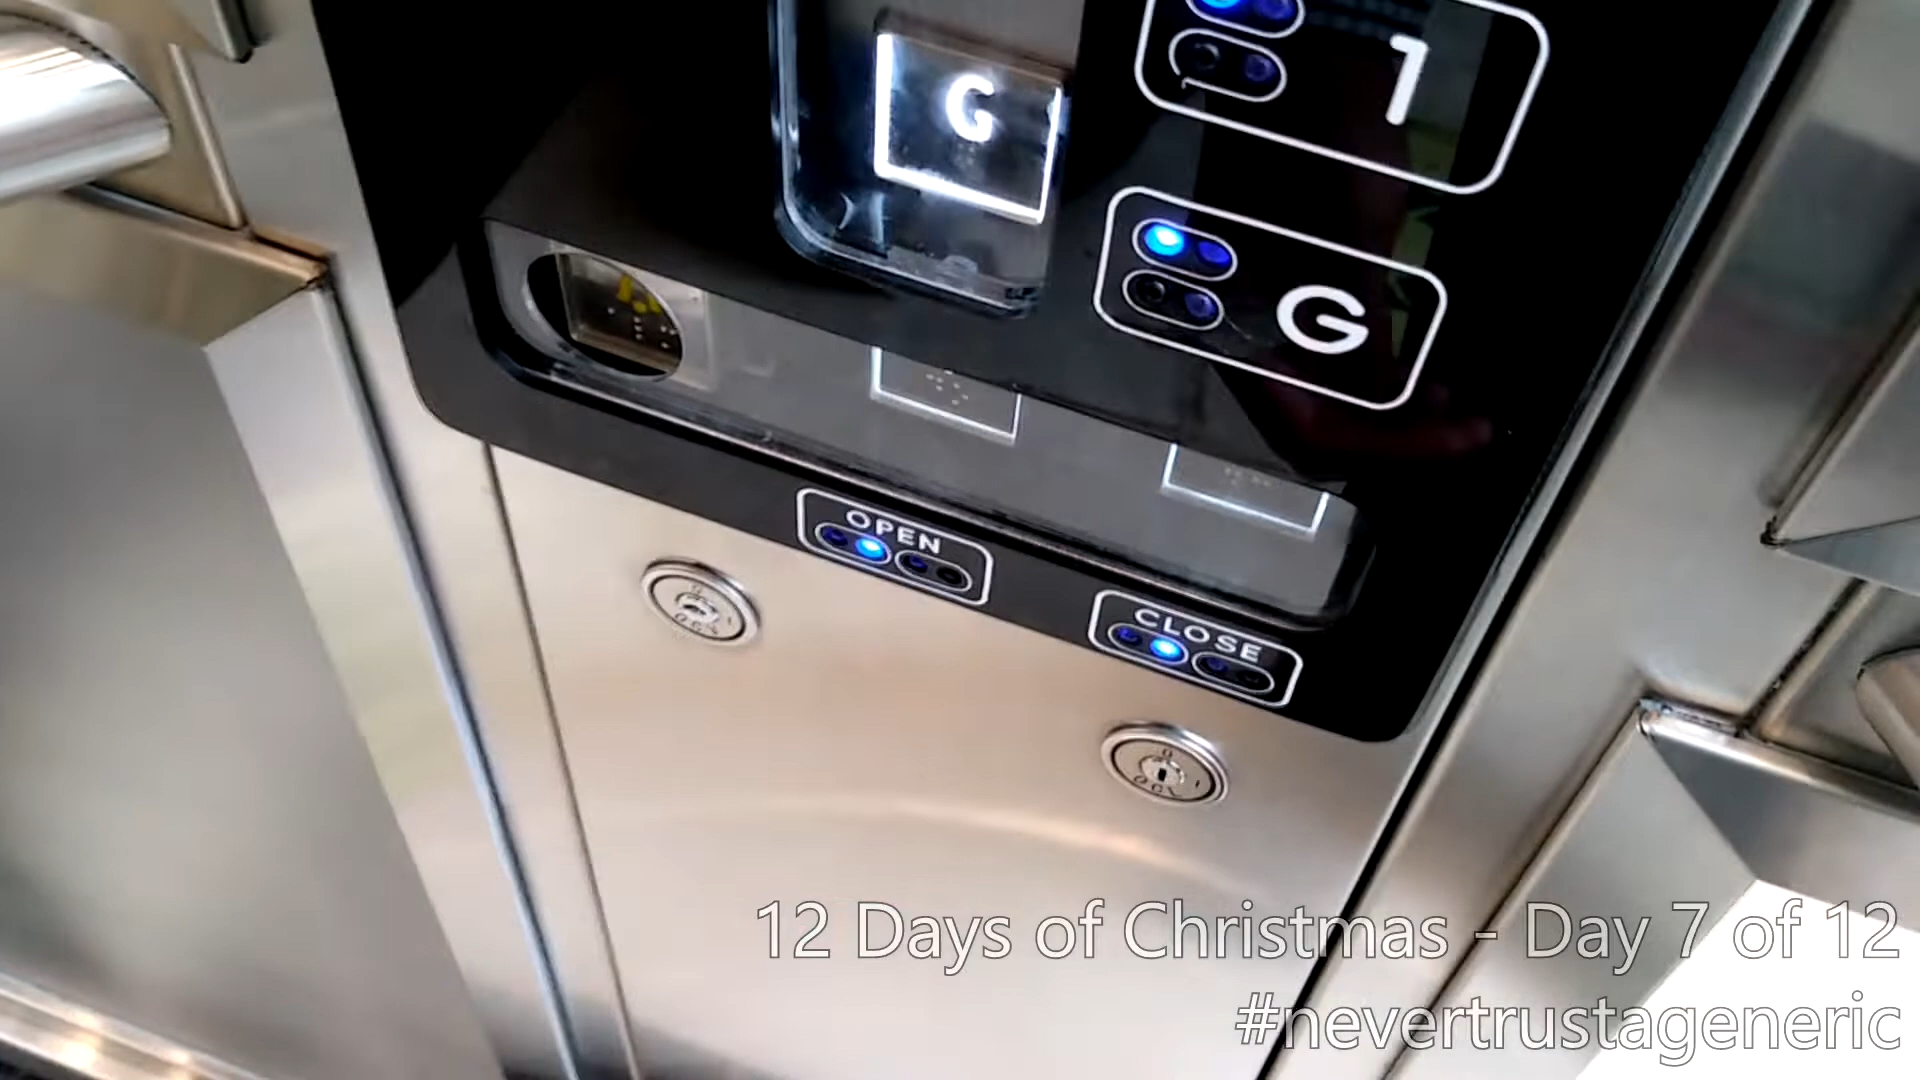 G
1
G
OPEN
CLOSE
12 Days of Christmas - Day 7 of 12
#nevertrustageneric